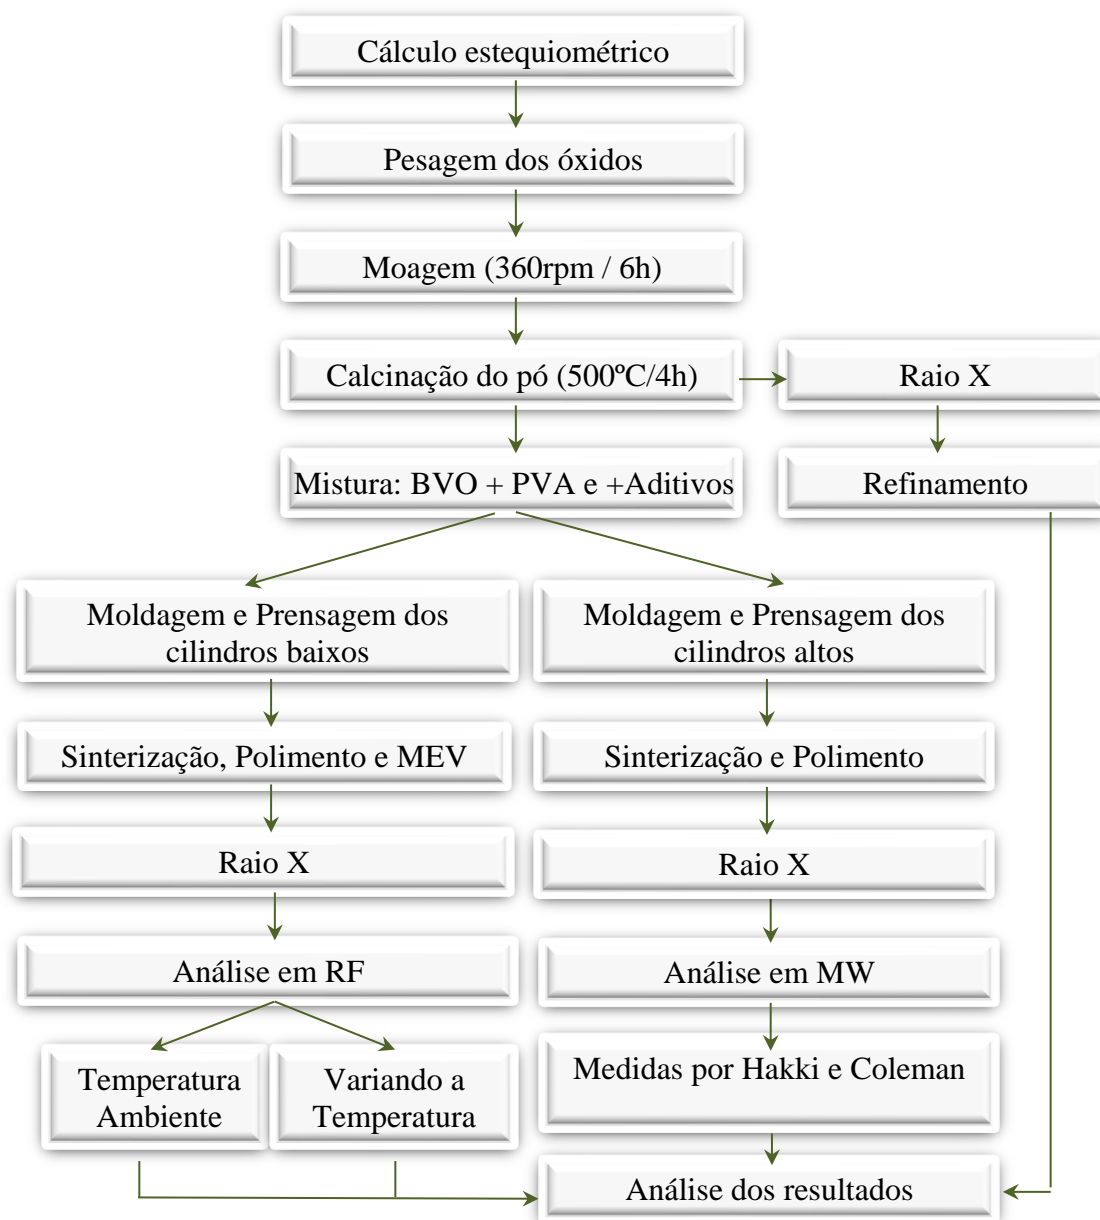 Cálculo estequiométrico
Pesagem dos óxidos
Moagem (360rpm / 6h)
Calcinação do pó (500ºC/4h)
Raio X
Mistura: BVO + PVA e +Aditivos
Refinamento
Moldagem e Prensagem dos
cilindros baixos
Moldagem e Prensagem dos
cilindros altos
Sinterização, Polimento e MEV
Sinterização e Polimento
Raio X
Raio X
Análise em RF
Análise em MW
Temperatura
Ambiente
Variando a
Temperatura
Medidas por Hakki e Coleman
Análise dos resultados